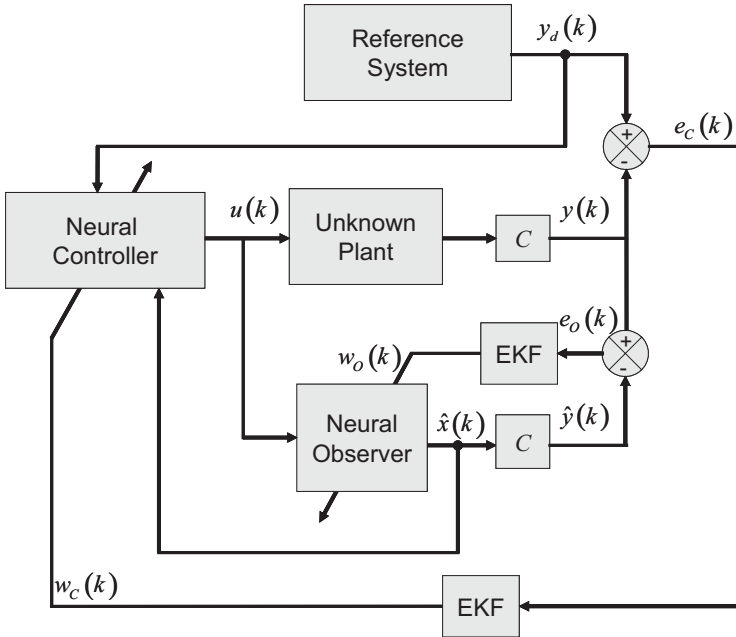 Reference
System
y_d(k)
+
-
e_C(k)
Neural
Controller
u(k)
Unknown
Plant
C
y(k)
e_O(k)
+
-
EKF
w_O(k)
Neural
Observer
x̂(k)
C
ŷ(k)
w_C(k)
EKF